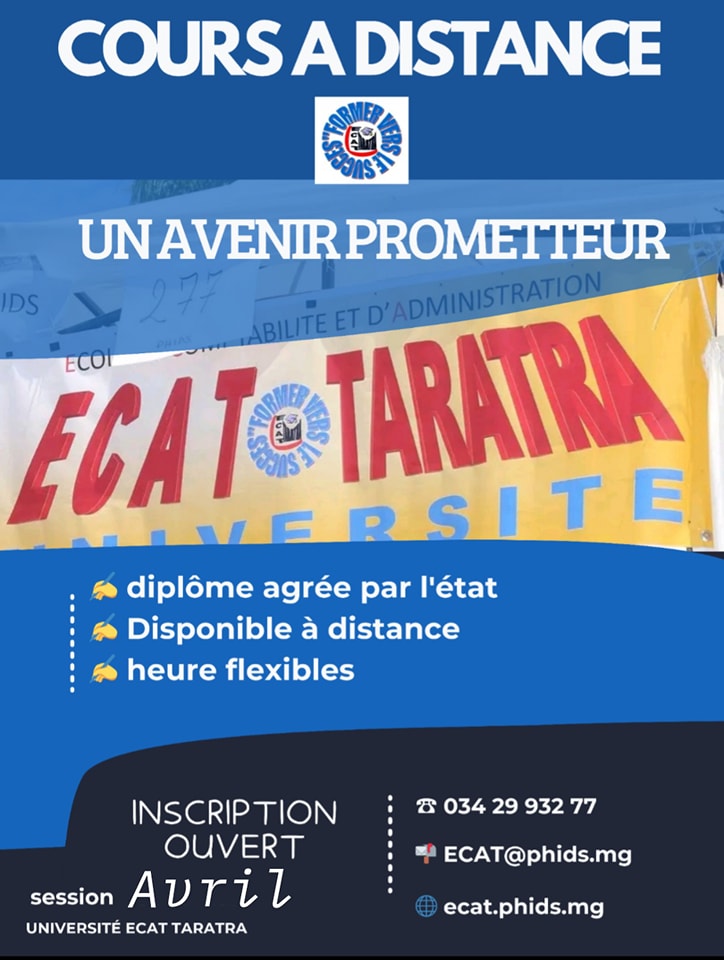 COURS A DISTANCE
"FORMER VERS LE SUCCES"
ECAT
UN AVENIR PROMETTEUR
IDS
277
ABILITE ET D'ADMINISTRATION
ECAT TARATRA
"FORMER VERS LE SUCCES"
ECAT
UNIVERSITE
✍ diplôme agrée par l'état
✍ Disponible à distance
✍ heure flexibles
INSCRIPTION
OUVERT
session Avril
UNIVERSITÉ ECAT TARATRA
☎ 034 29 932 77
📬 ECAT@phids.mg
🌐 ecat.phids.mg